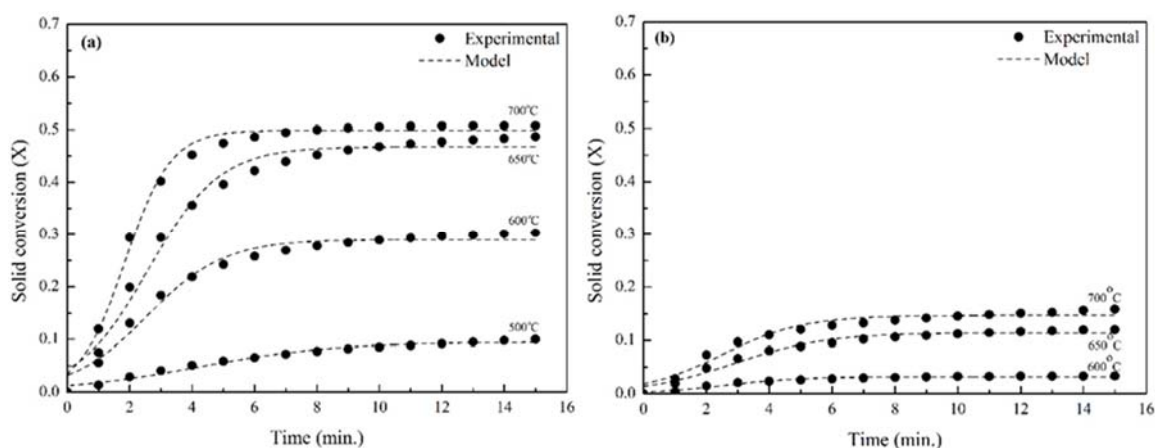 0.7
0.6
0.5
0.4
0.3
0.2
0.1
0.0
Solid conversion (X)
(a)
Experimental
Model
700°C
650°C
600°C
500°C
0 2 4 6 8 10 12 14 16
Time (min.)
0.7
0.6
0.5
0.4
0.3
0.2
0.1
0.0
Solid conversion (X)
(b)
Experimental
Model
700°C
650°C
600°C
0 2 4 6 8 10 12 14 16
Time (min.)